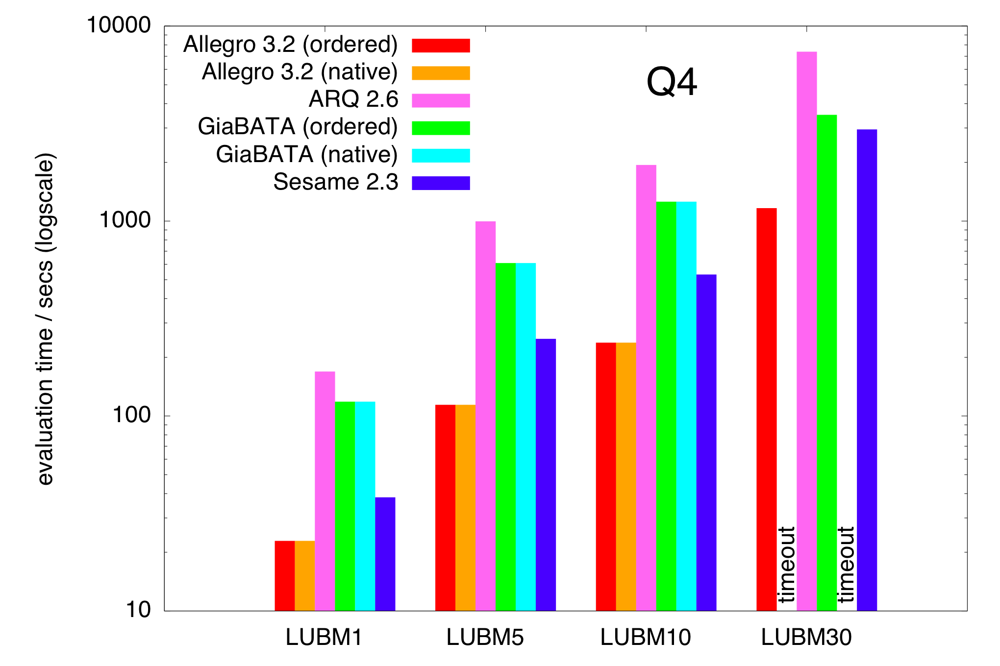 10000
1000
100
10
evaluation time / secs (logscale)
Allegro 3.2 (ordered)
Allegro 3.2 (native)
ARQ 2.6
GiaBATA (ordered)
GiaBATA (native)
Sesame 2.3
Q4
timeout
timeout
LUBM1
LUBM5
LUBM10
LUBM30